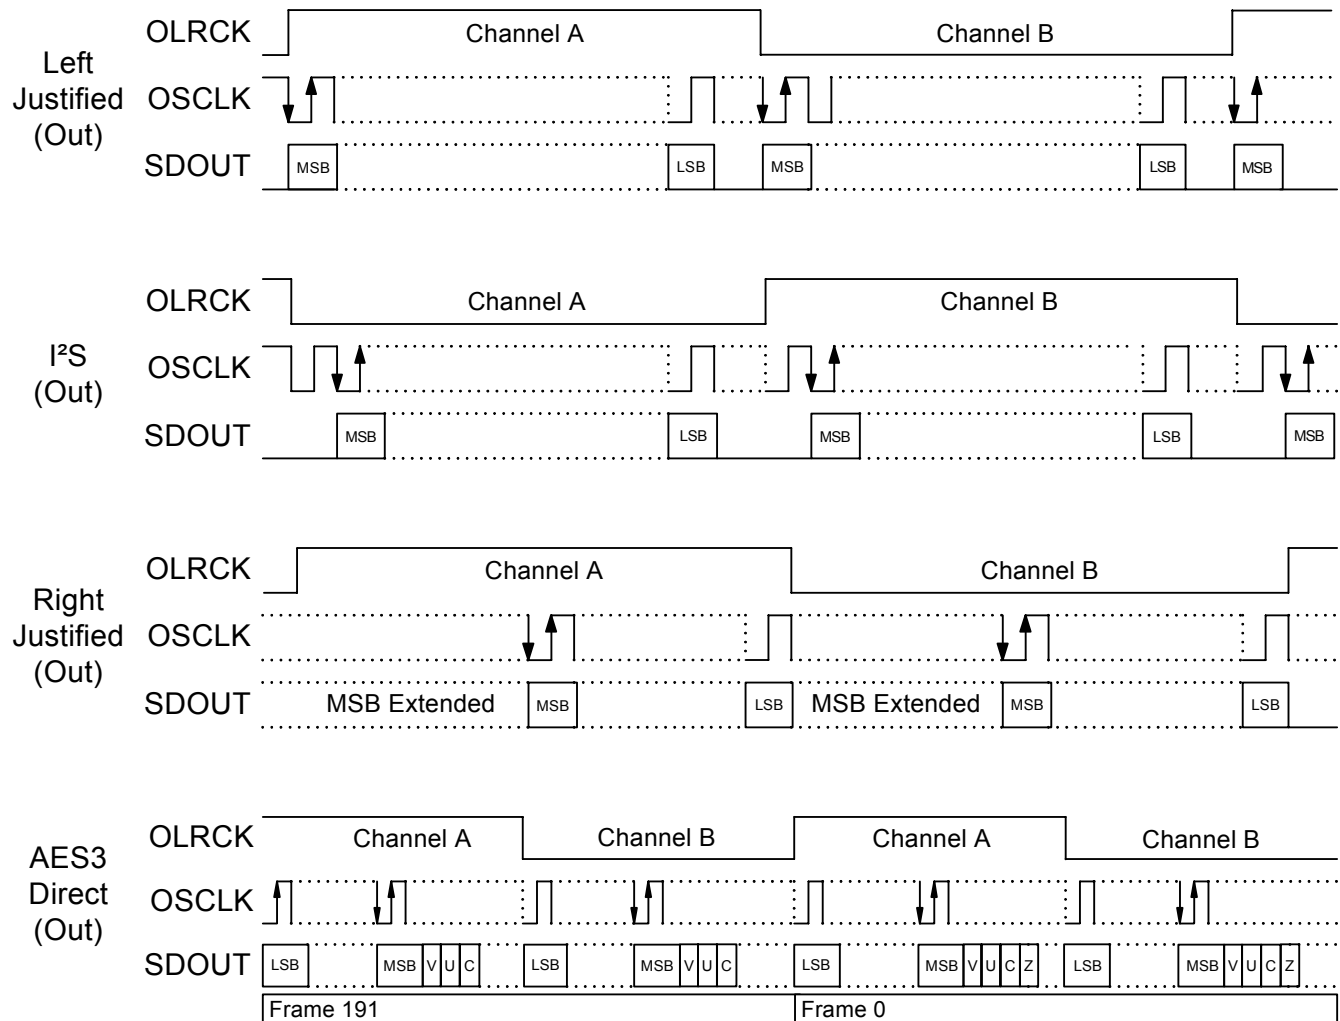 Left
Justified
(Out)
OLRCK
Channel A
Channel B
OSCLK
SDOUT
MSB
LSB
MSB
LSB
MSB
I²S
(Out)
OLRCK
Channel A
Channel B
OSCLK
SDOUT
MSB
LSB
MSB
LSB
MSB
Right
Justified
(Out)
OLRCK
Channel A
Channel B
OSCLK
SDOUT
MSB Extended
MSB
LSB
MSB Extended
MSB
LSB
AES3
Direct
(Out)
OLRCK
Channel A
Channel B
Channel A
Channel B
OSCLK
SDOUT
LSB
MSB V U C
LSB
MSB V U C
LSB
MSB V U C Z
LSB
MSB V U C Z
Frame 191
Frame 0